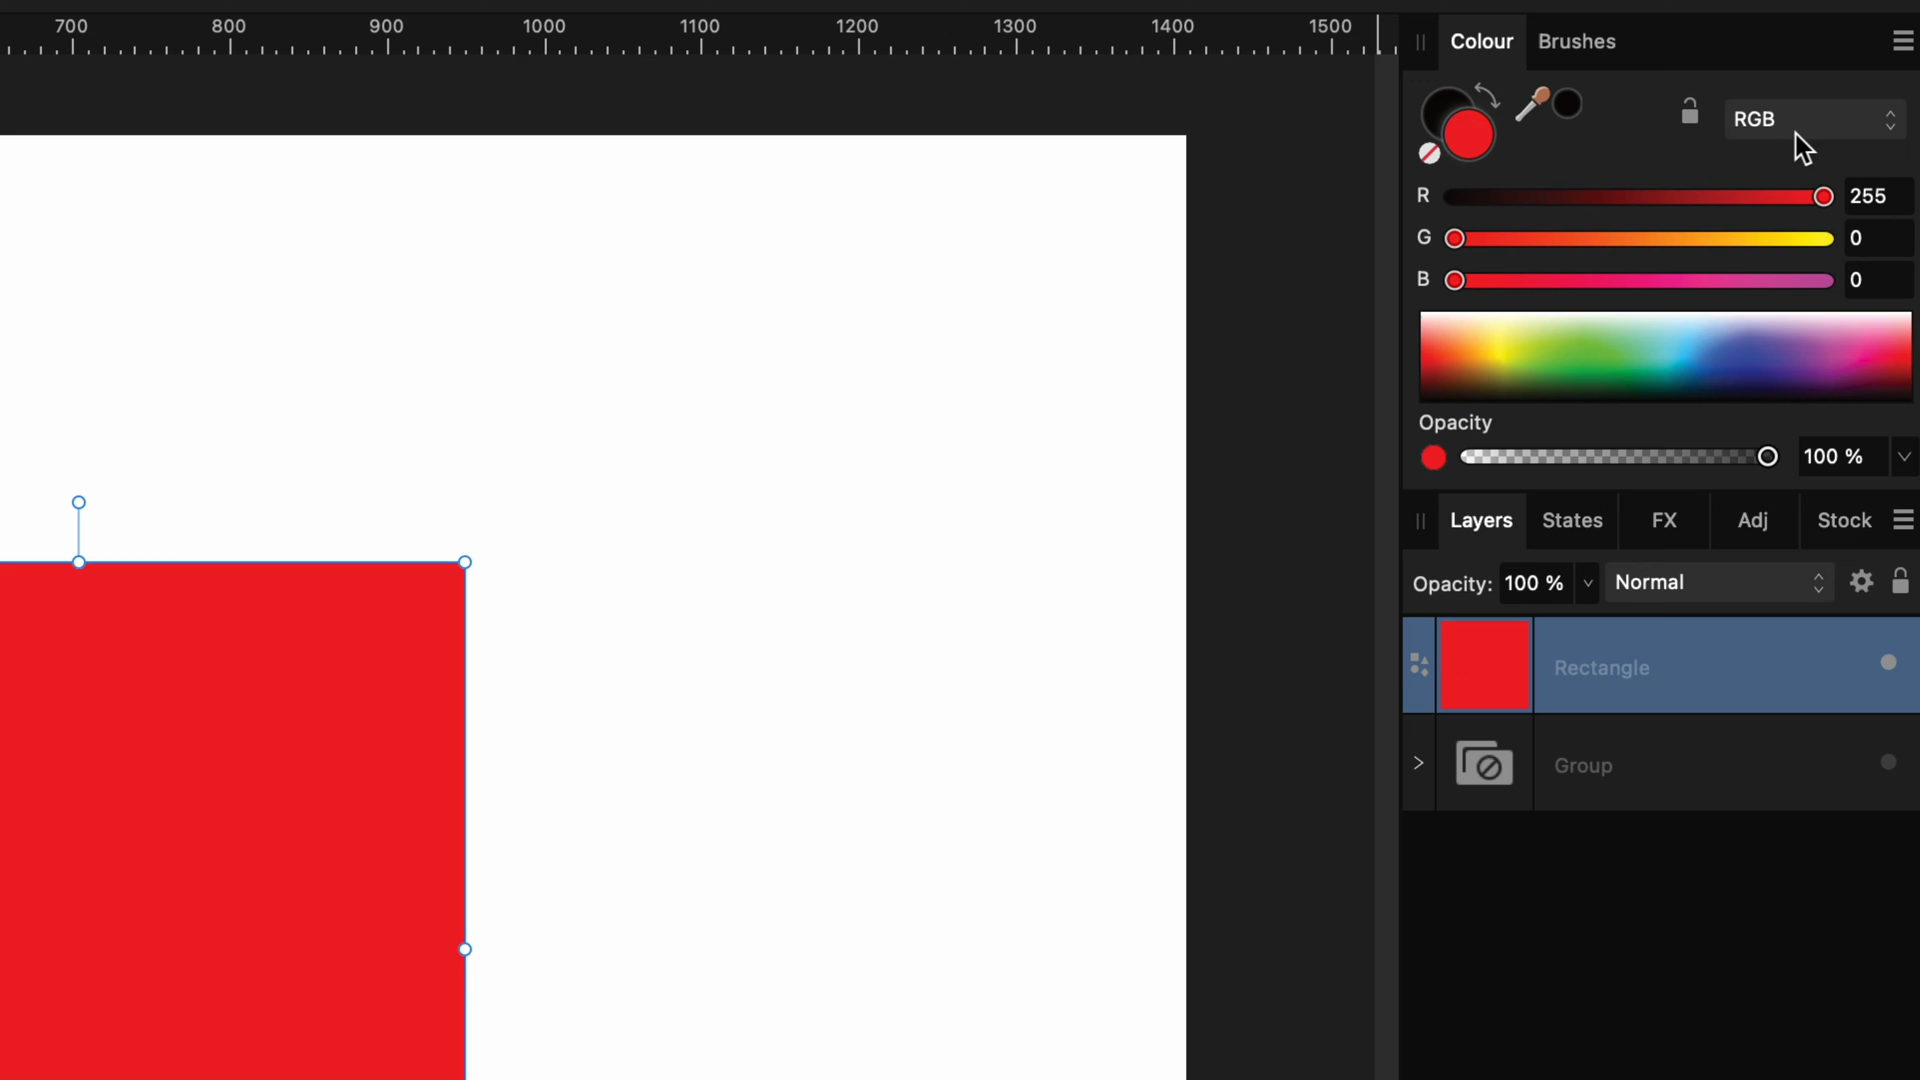 700 800 900 1000 1100 1200 1300 1400 1500
Colour Brushes
RGB
R 255
G 0
B 0
Opacity
100 %
Layers States FX Adj Stock
Opacity: 100 % Normal
Rectangle
Group